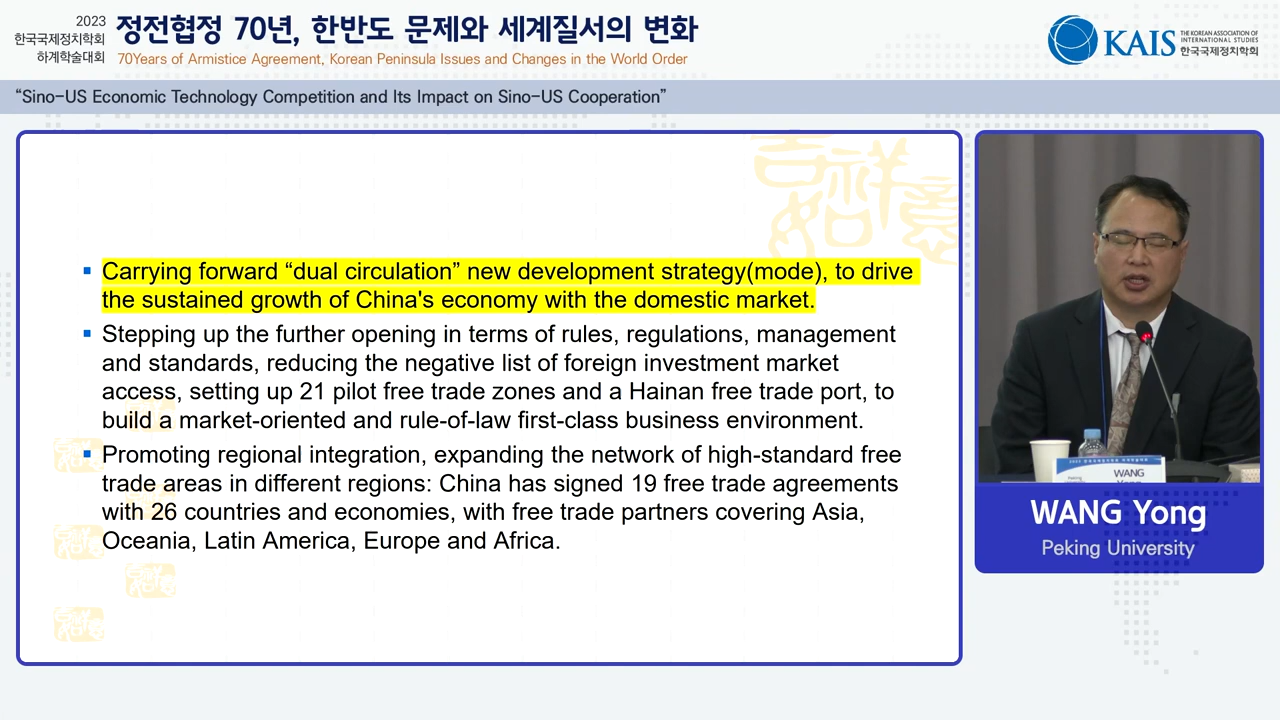 2023
한국국제정치학회
하계학술대회
정전협정 70년, 한반도 문제와 세계질서의 변화
70Years of Armistice Agreement, Korean Peninsula Issues and Changes in the World Order
KAIS
THE KOREAN ASSOCIATION OF
INTERNATIONAL STUDIES
한국국제정치학회
“Sino-US Economic Technology Competition and Its Impact on Sino-US Cooperation”
吉祥
如意
▪ Carrying forward “dual circulation” new development strategy(mode), to drive
the sustained growth of China's economy with the domestic market.
▪ Stepping up the further opening in terms of rules, regulations, management
and standards, reducing the negative list of foreign investment market
access, setting up 21 pilot free trade zones and a Hainan free trade port, to
build a market-oriented and rule-of-law first-class business environment.
▪ Promoting regional integration, expanding the network of high-standard free
trade areas in different regions: China has signed 19 free trade agreements
with 26 countries and economies, with free trade partners covering Asia,
Oceania, Latin America, Europe and Africa.
WANG
WANG Yong
Peking University